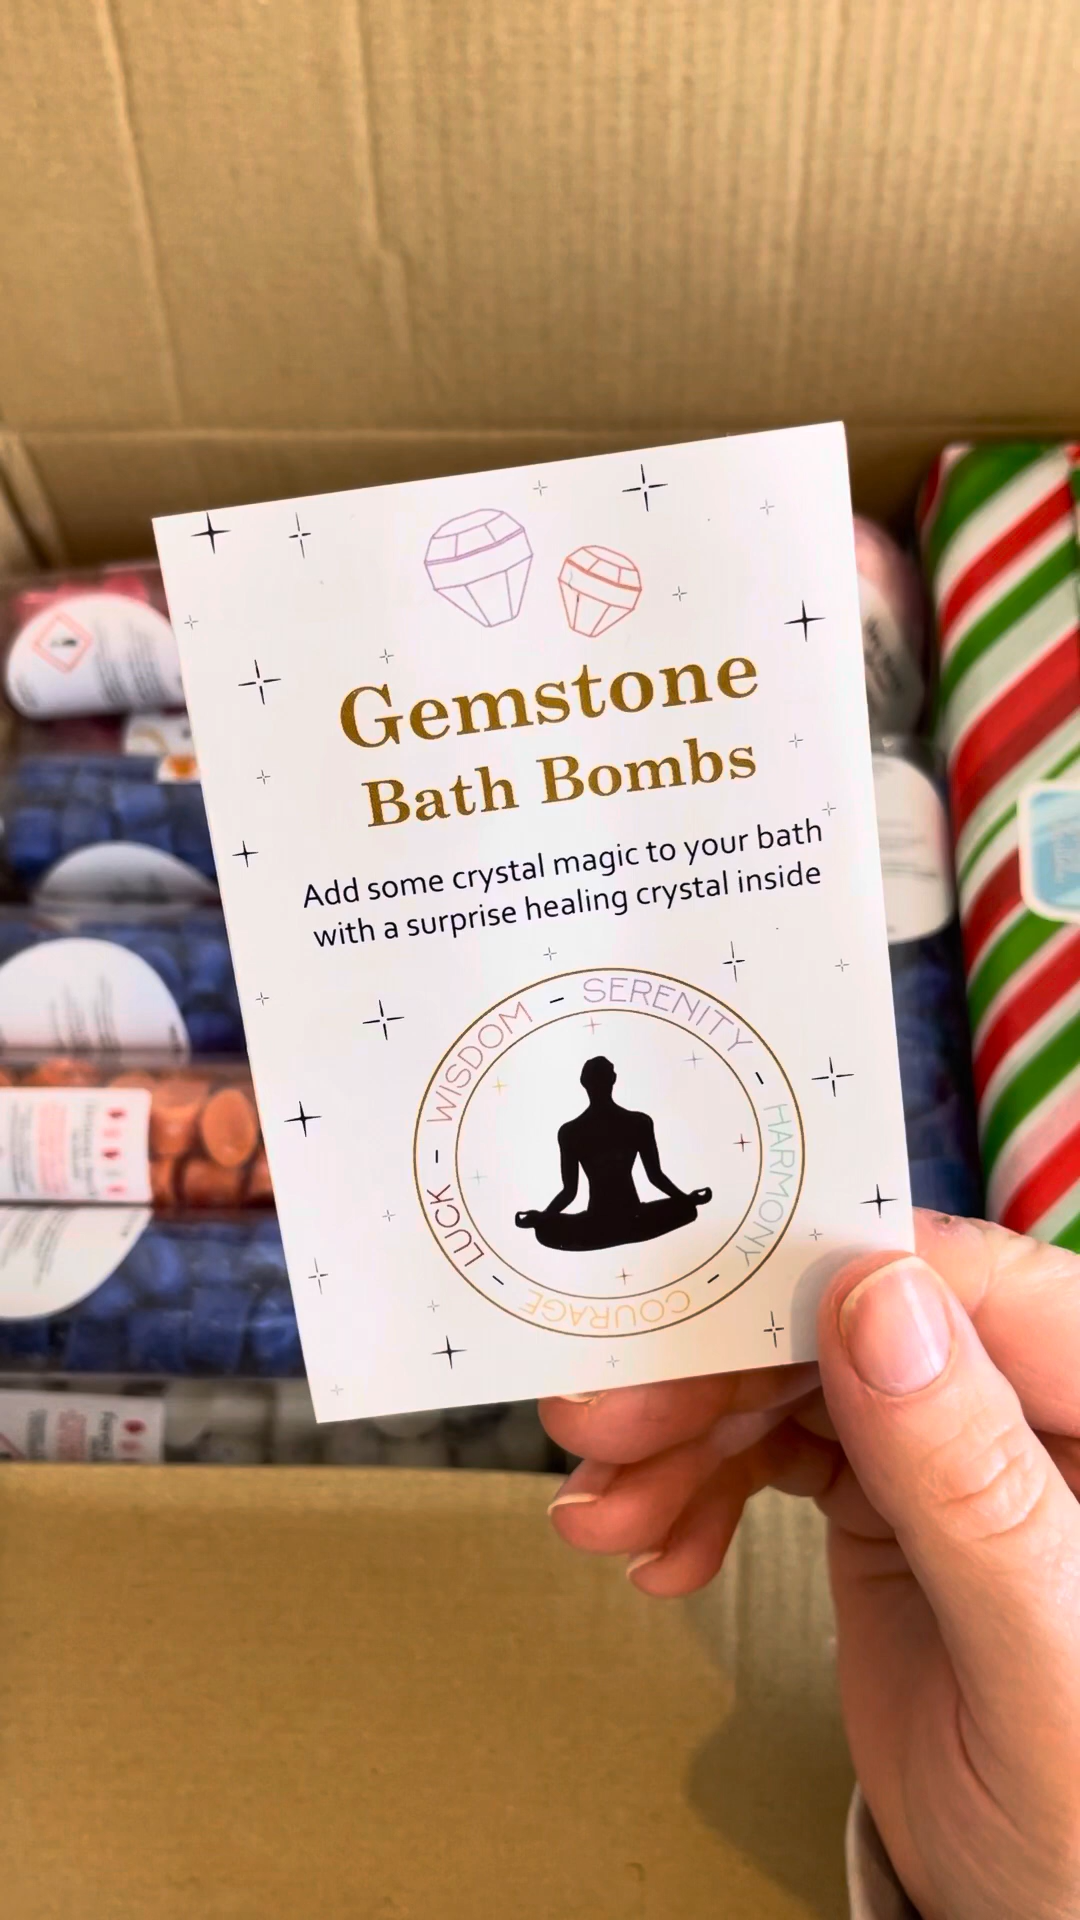 Gemstone
Bath Bombs
Add some crystal magic to your bath
with a surprise healing crystal inside
LUCK - WISDOM - SERENITY - HARMONY - COURAGE -